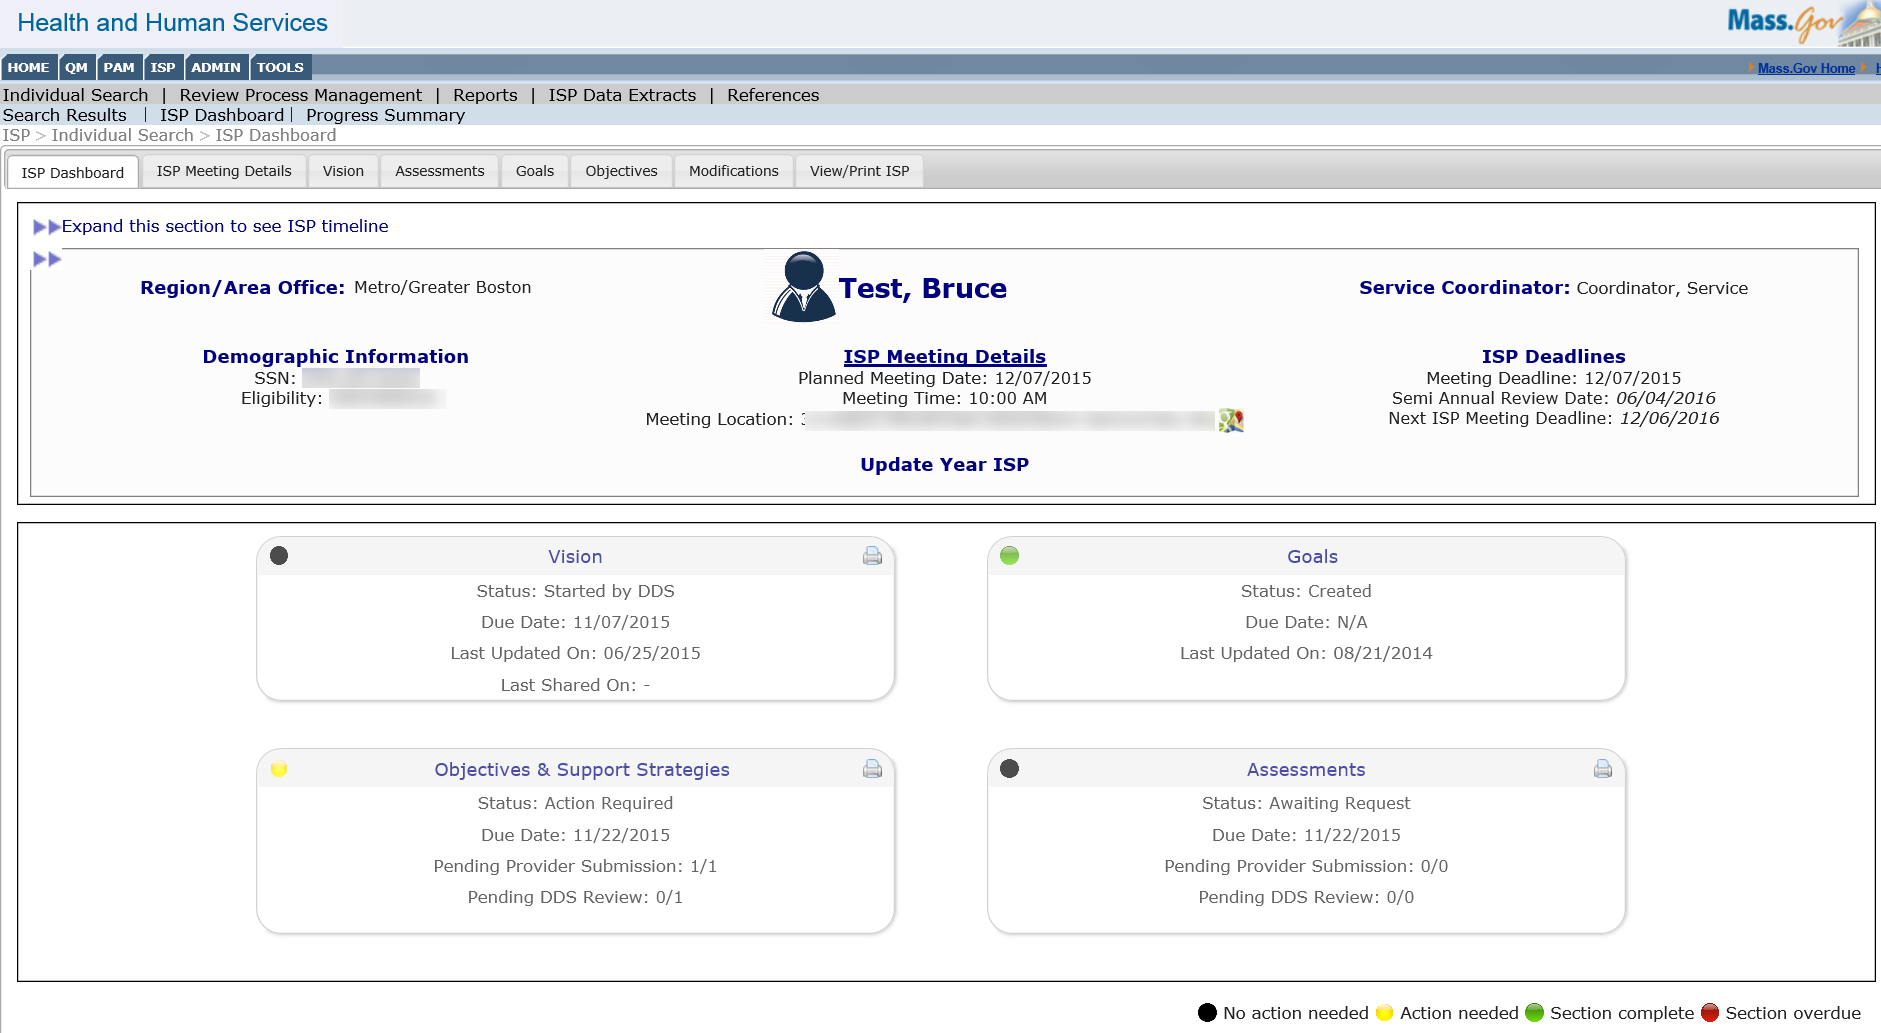 Health and Human Services
Mass.Gov
HOME QM PAM ISP ADMIN TOOLS
Mass.Gov Home
Individual Search | Review Process Management | Reports | ISP Data Extracts | References
Search Results | ISP Dashboard | Progress Summary
ISP > Individual Search > ISP Dashboard
ISP Dashboard ISP Meeting Details Vision Assessments Goals Objectives Modifications View/Print ISP
Expand this section to see ISP timeline
Region/Area Office: Metro/Greater Boston
Test, Bruce
Service Coordinator: Coordinator, Service
Demographic Information
SSN:
Eligibility:
ISP Meeting Details
Planned Meeting Date: 12/07/2015
Meeting Time: 10:00 AM
Meeting Location:
ISP Deadlines
Meeting Deadline: 12/07/2015
Semi Annual Review Date: 06/04/2016
Next ISP Meeting Deadline: 12/06/2016
Update Year ISP
Vision
Status: Started by DDS
Due Date: 11/07/2015
Last Updated On: 06/25/2015
Last Shared On: -
Goals
Status: Created
Due Date: N/A
Last Updated On: 08/21/2014
Objectives & Support Strategies
Status: Action Required
Due Date: 11/22/2015
Pending Provider Submission: 1/1
Pending DDS Review: 0/1
Assessments
Status: Awaiting Request
Due Date: 11/22/2015
Pending Provider Submission: 0/0
Pending DDS Review: 0/0
No action needed Action needed Section complete Section overdue